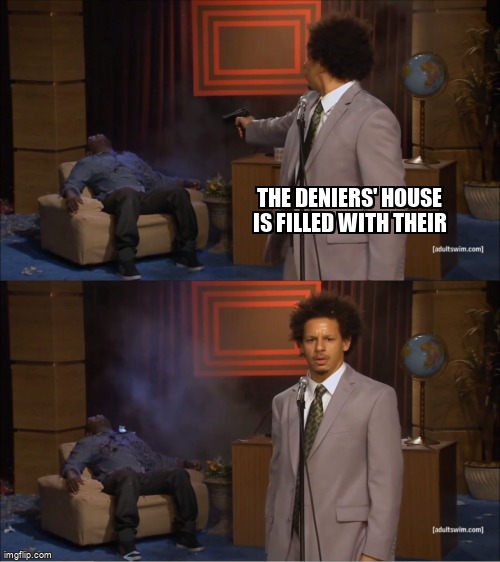 THE DENIERS' HOUSE
IS FILLED WITH THEIR
[adultswim.com]
[adultswim.com]
imgflip.com